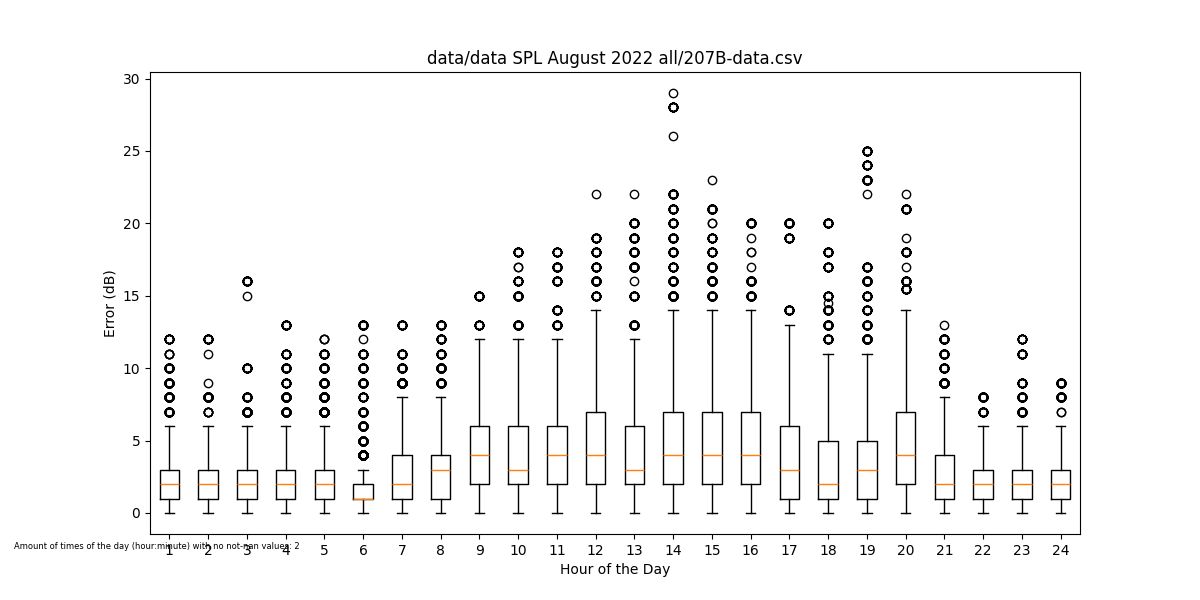 data/data SPL August 2022 all/207B-data.csv
30
25
20
15
10
5
0
Error (dB)
1 2 3 4 5 6 7 8 9 10 11 12 13 14 15 16 17 18 19 20 21 22 23 24
Amount of times of the day (hour:minute) with no not-nan values: 2
Hour of the Day